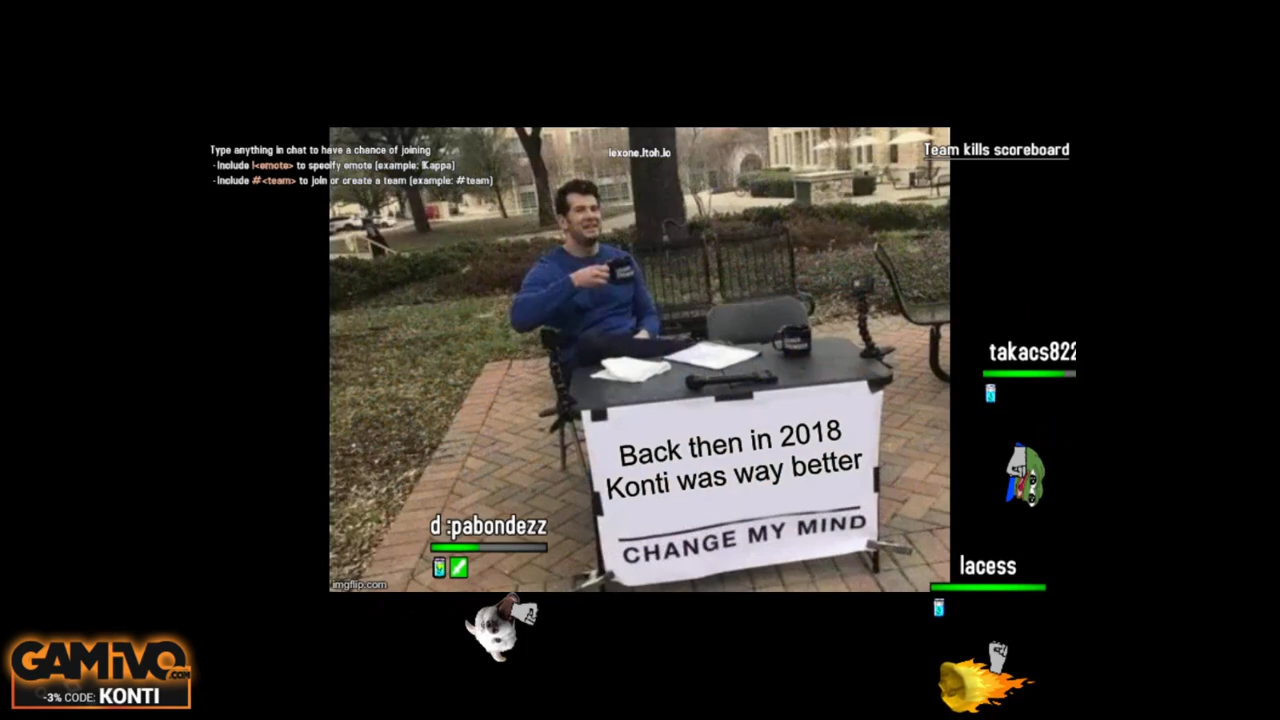 Type anything in chat to have a chance of joining
-Include !<emote> to specify emote (example: !Kappa)
-Include #<team> to join or create a team (example: #team)
lexone.itch.io
Team kills scoreboard
takacs822
Back then in 2018
Konti was way better
CHANGE MY MIND
d :pabondezz
lacess
imgflip.com
GAMIVO.COM
-3% CODE: KONTI